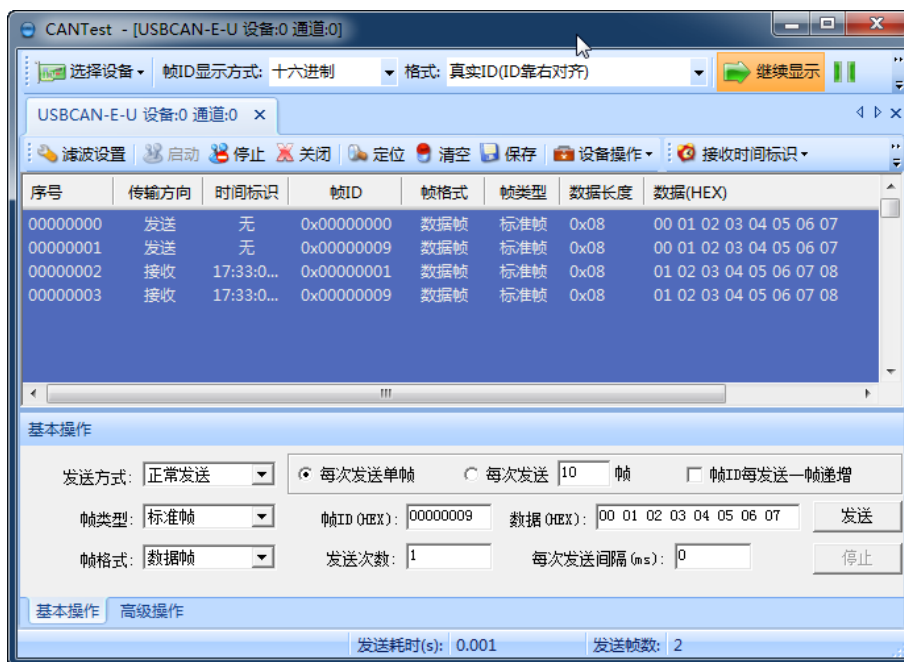 CANTest - [USBCAN-E-U 设备:0 通道:0]
选择设备 帧ID显示方式: 十六进制 格式: 真实ID(ID靠右对齐) 继续显示
USBCAN-E-U 设备:0 通道:0
滤波设置 启动 停止 关闭 定位 清空 保存 设备操作 接收时间标识
序号 传输方向 时间标识 帧ID 帧格式 帧类型 数据长度 数据(HEX)
00000000 发送 无 0x00000000 数据帧 标准帧 0x08 00 01 02 03 04 05 06 07
00000001 发送 无 0x00000009 数据帧 标准帧 0x08 00 01 02 03 04 05 06 07
00000002 接收 17:33:0... 0x00000001 数据帧 标准帧 0x08 01 02 03 04 05 06 07 08
00000003 接收 17:33:0... 0x00000009 数据帧 标准帧 0x08 01 02 03 04 05 06 07 08
基本操作
发送方式: 正常发送 每次发送单帧 每次发送 10 帧 帧ID每发送一帧递增
帧类型: 标准帧 帧ID(HEX): 00000009 数据(HEX): 00 01 02 03 04 05 06 07 发送
帧格式: 数据帧 发送次数: 1 每次发送间隔(ms): 0 停止
基本操作 高级操作
发送耗时(s): 0.001 发送帧数: 2